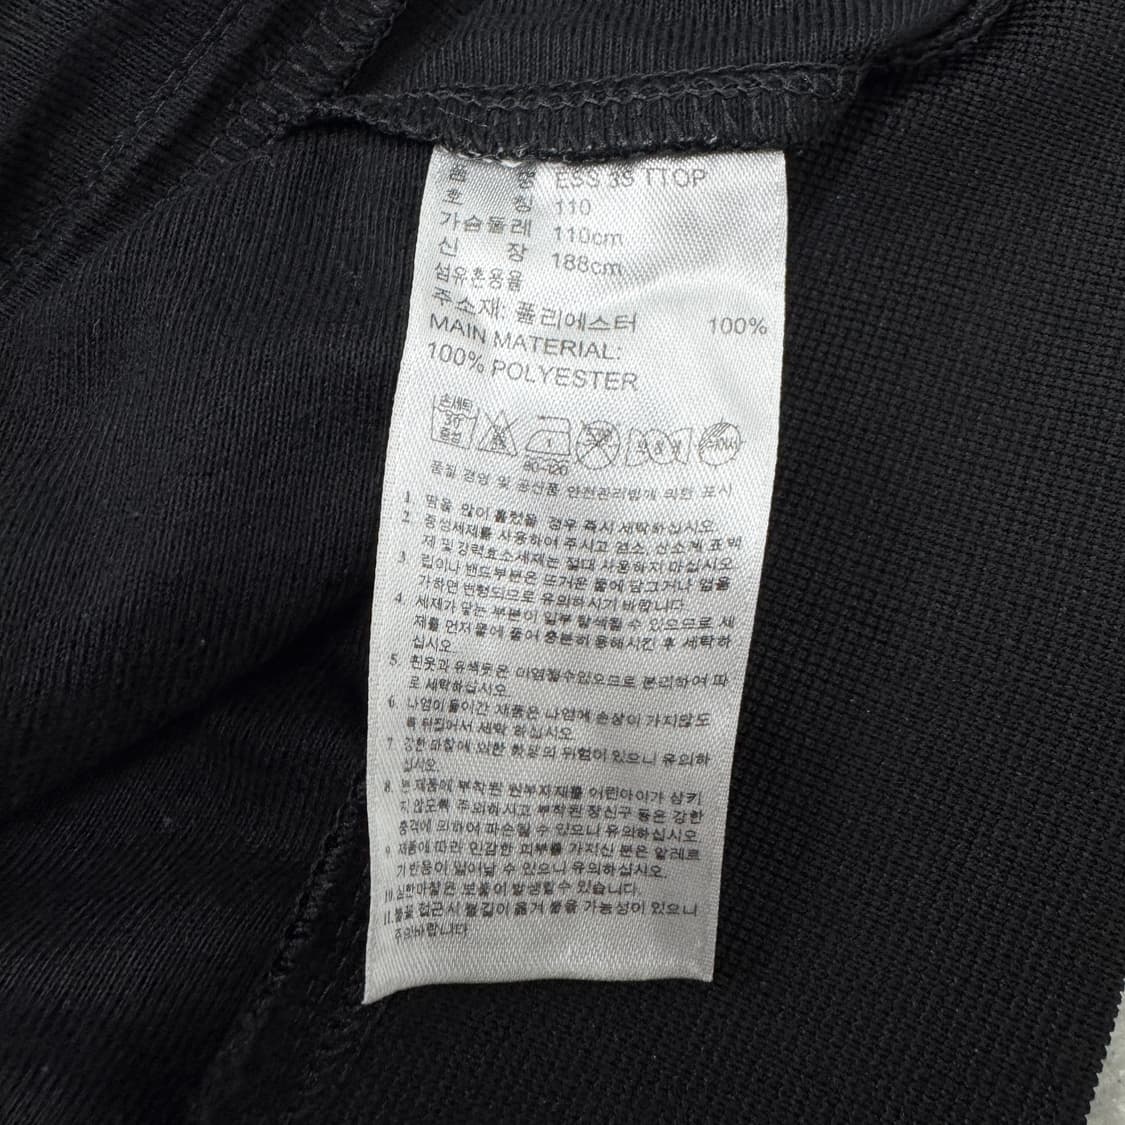 품 명 ESS 3S TTOP
호 칭 110
가슴둘레 110cm
신 장 188cm
섬유혼용율
주소재: 폴리에스터 100%
MAIN MATERIAL:
100% POLYESTER
손세탁
30
중성
80-120
품질 경영 및 공산품 안전관리법에 의한 표시
1. 땀을 많이 흘렸을 경우 즉시 세탁하십시오.
2. 중성세제를 사용하여 주시고 염소, 산소계 표백
제 및 강력효소세제는 절대 사용하지 마십시오
3. 립이나 밴드부분은 뜨거운 물에 담그거나 열을
가하면 변형되므로 유의하시기 바랍니다.
4. 세제가 닿는 부분이 일부 탈색될 수 있으므로 세
제를 먼저 물에 풀어 충분히 용해시킨 후 세탁하
십시오.
5. 흰옷과 유색옷은 이염될수있으므로 분리하여 따
로 세탁하십시오.
6. 나염이 들어간 제품은 나염에 손상이 가지않도
록 뒤집어서 세탁 하십시오.
7. 강한 마찰에 의한 핫몬의 위험이 있으니 유의하
십시오.
8. 본 제품에 부착된 원부자재를 어린아이가 삼키
지 않도록 주의하시고 부착된 장신구 등은 강한
충격에 의하여 파손될 수 있으니 유의하십시오
9. 제품에 따라 민감한 피부를 가지신 분은 알레르
기반응이 일어날 수 있으니 유의하십시오.
10. 심한마찰은 보풀이 발생할수 있습니다.
11. 불꽃 접근시 불길이 옮겨 붙을 가능성이 있으니
주의바랍니다